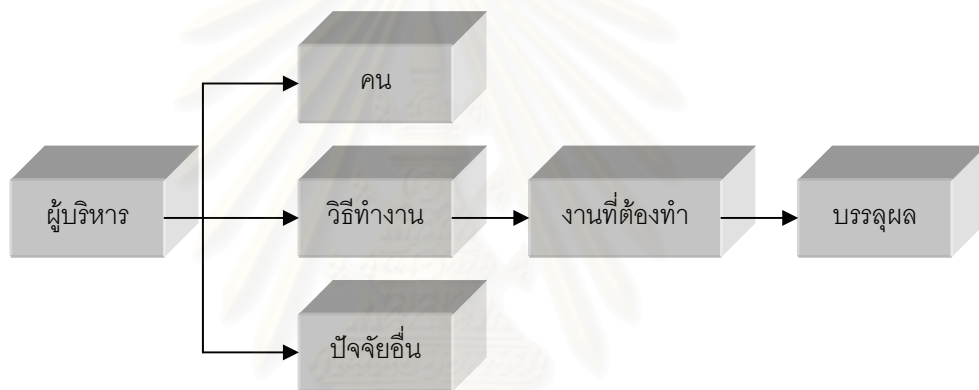 คน
ผู้บริหาร
วิธีทำงาน
งานที่ต้องทำ
บรรลุผล
ปัจจัยอื่น